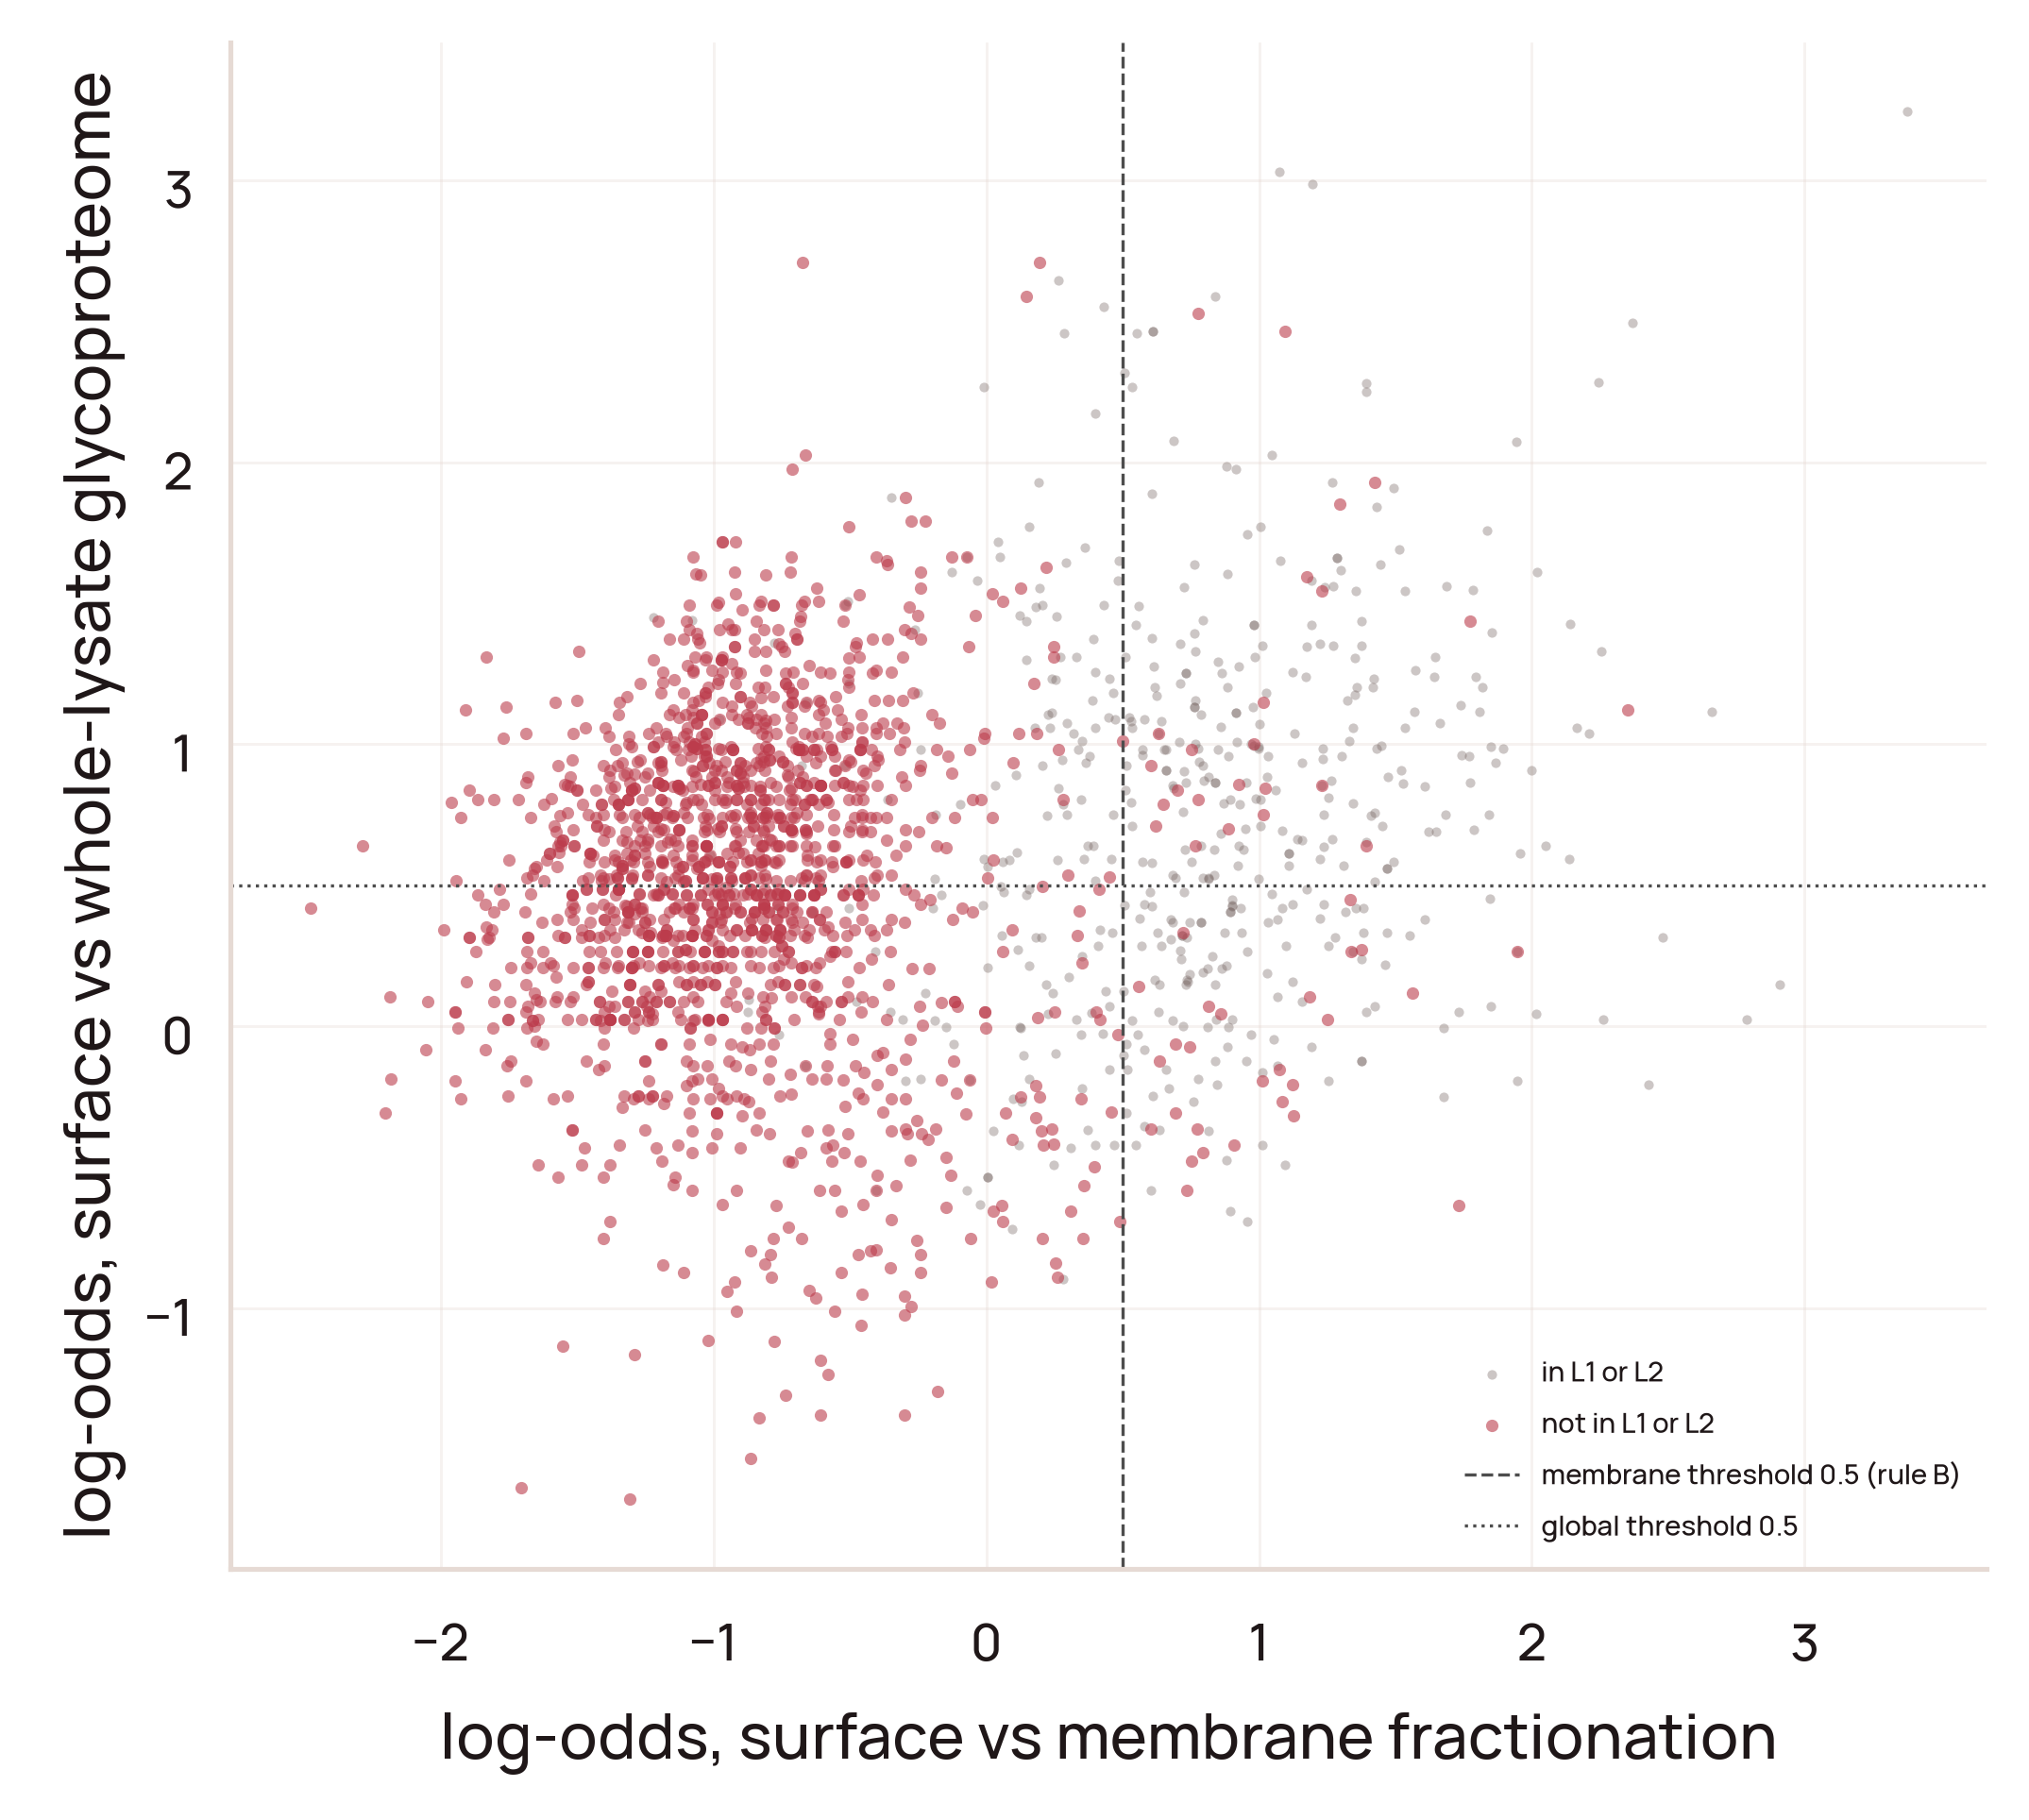 log-odds, surface vs whole-lysate glycoproteome
3
2
1
0
−1
in L1 or L2
not in L1 or L2
membrane threshold 0.5 (rule B)
global threshold 0.5
−2 −1 0 1 2 3
log-odds, surface vs membrane fractionation